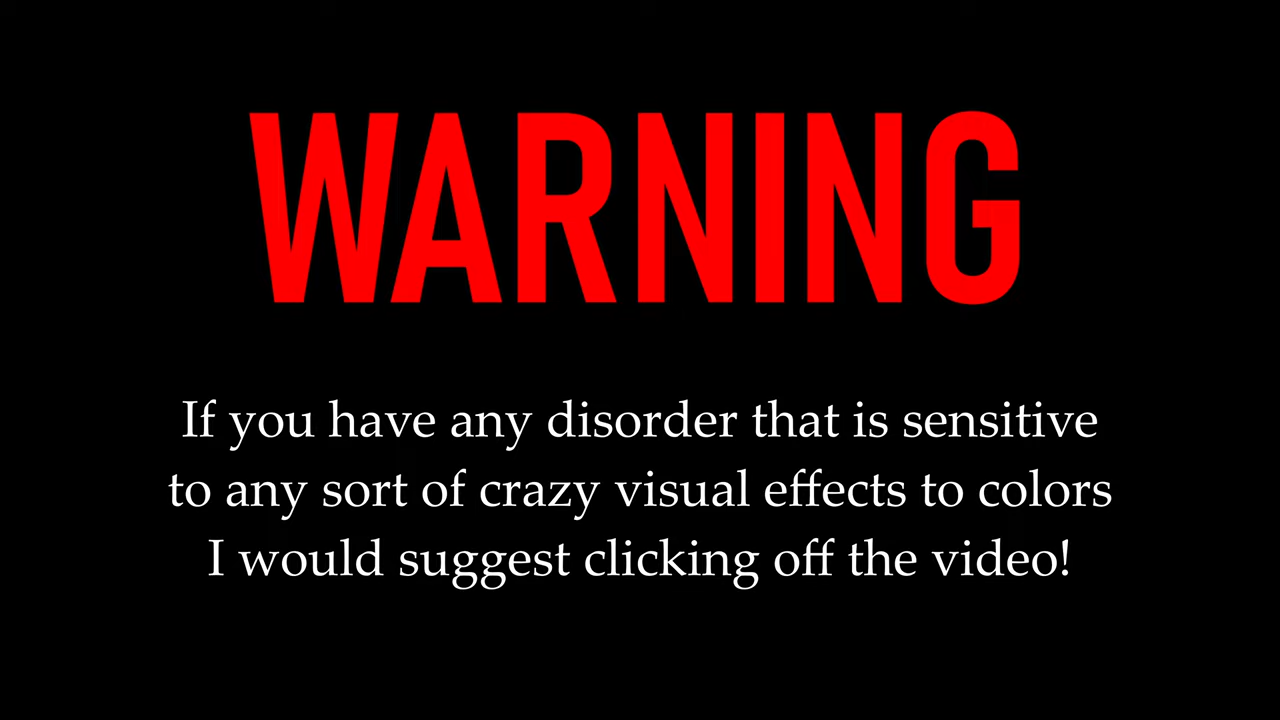 WARNING
If you have any disorder that is sensitive
to any sort of crazy visual effects to colors
I would suggest clicking off the video!